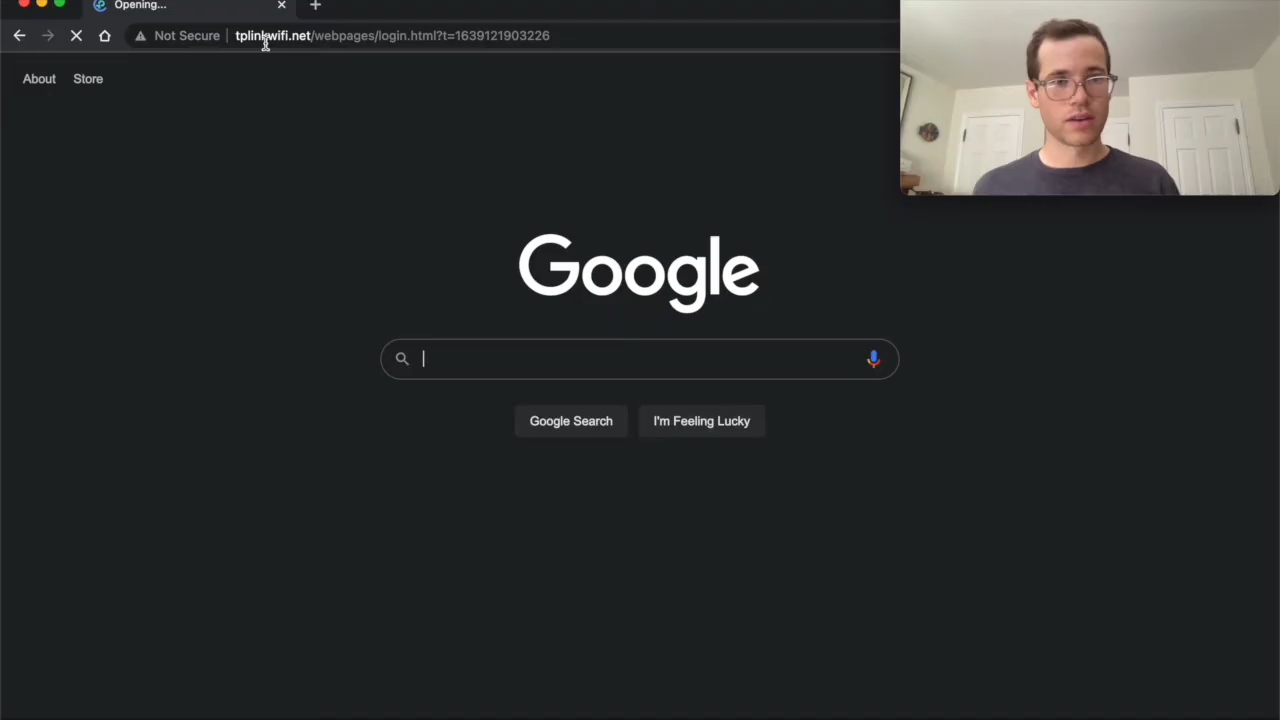 Opening...
Not Secure | tplinkwifi.net/webpages/login.html?t=1639121903226
About Store
Google
Google Search I'm Feeling Lucky